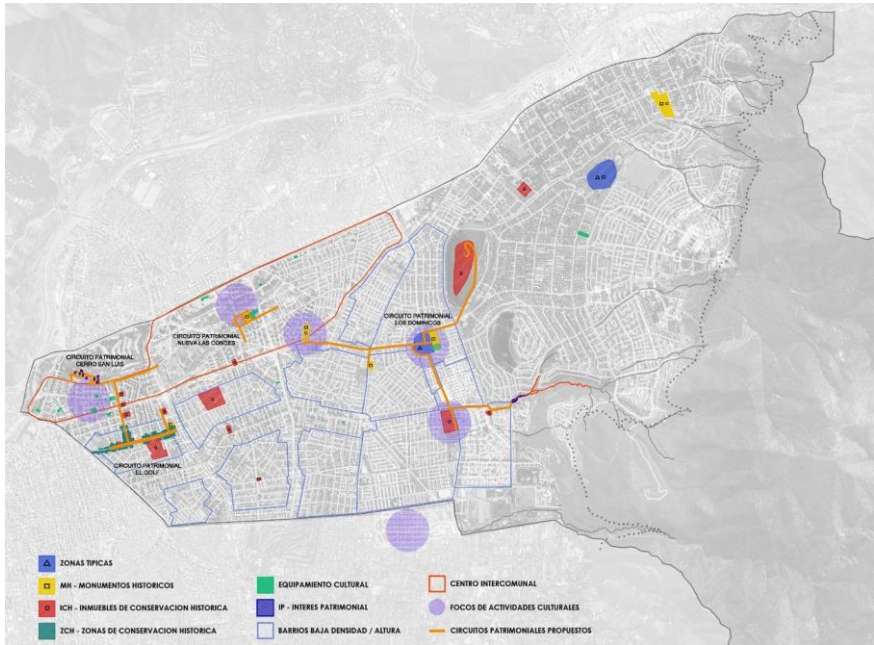 CIRCUITO PATRIMONIAL
LOS DOMINICOS
CIRCUITO PATRIMONIAL
NUEVA LAS CONDES
CIRCUITO PATRIMONIAL
CERRO SAN LUIS
CIRCUITO PATRIMONIAL
EL GOLF
ZONAS TIPICAS
MH - MONUMENTOS HISTORICOS
ICH - INMUEBLES DE CONSERVACION HISTORICA
ZCH - ZONAS DE CONSERVACION HISTORICA
EQUIPAMIENTO CULTURAL
IP - INTERES PATRIMONIAL
BARRIOS BAJA DENSIDAD / ALTURA
CENTRO INTERCOMUNAL
FOCOS DE ACTIVIDADES CULTURALES
CIRCUITOS PATRIMONIALES PROPUESTOS